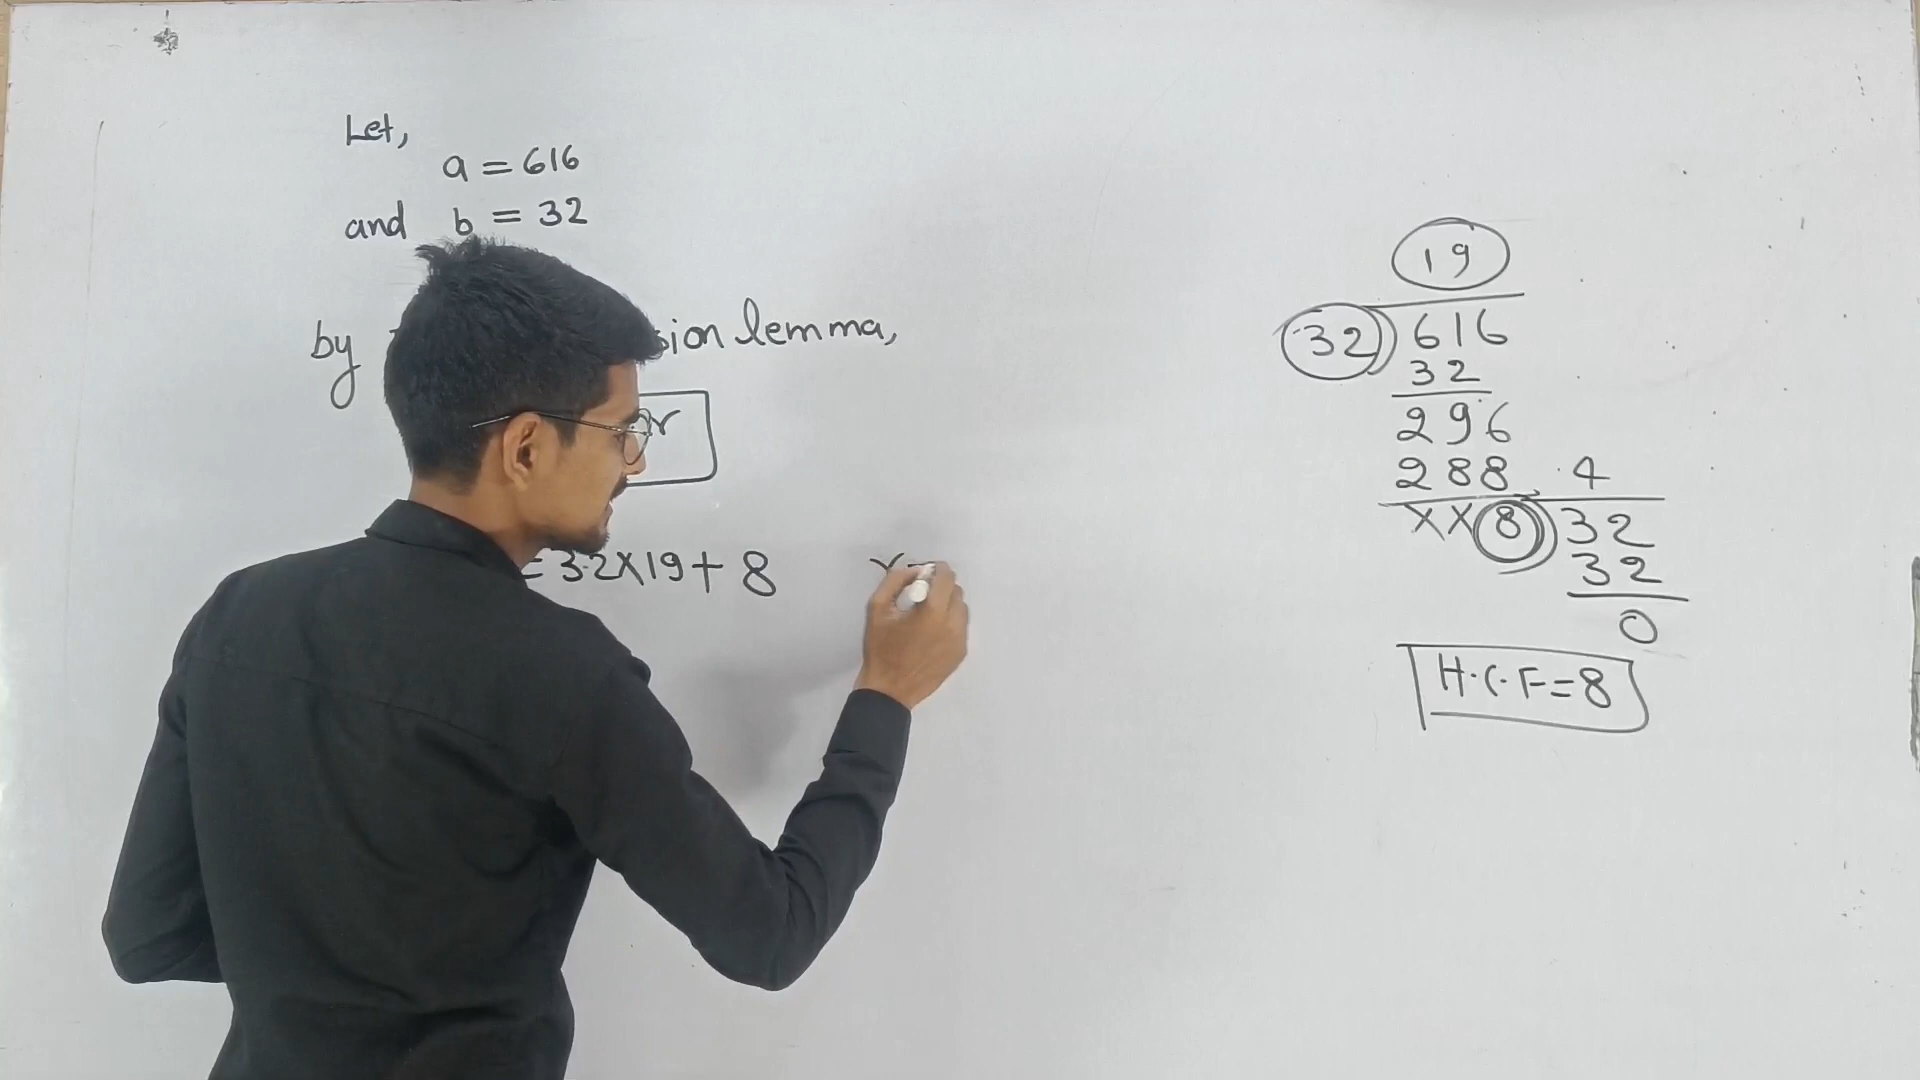 Let,
a = 616
and b = 32
by sion lemma,
r
= 32×19+ 8 r =
19
32) 616
32
296
288 4
××8) 32
32
0
H.C.F=8